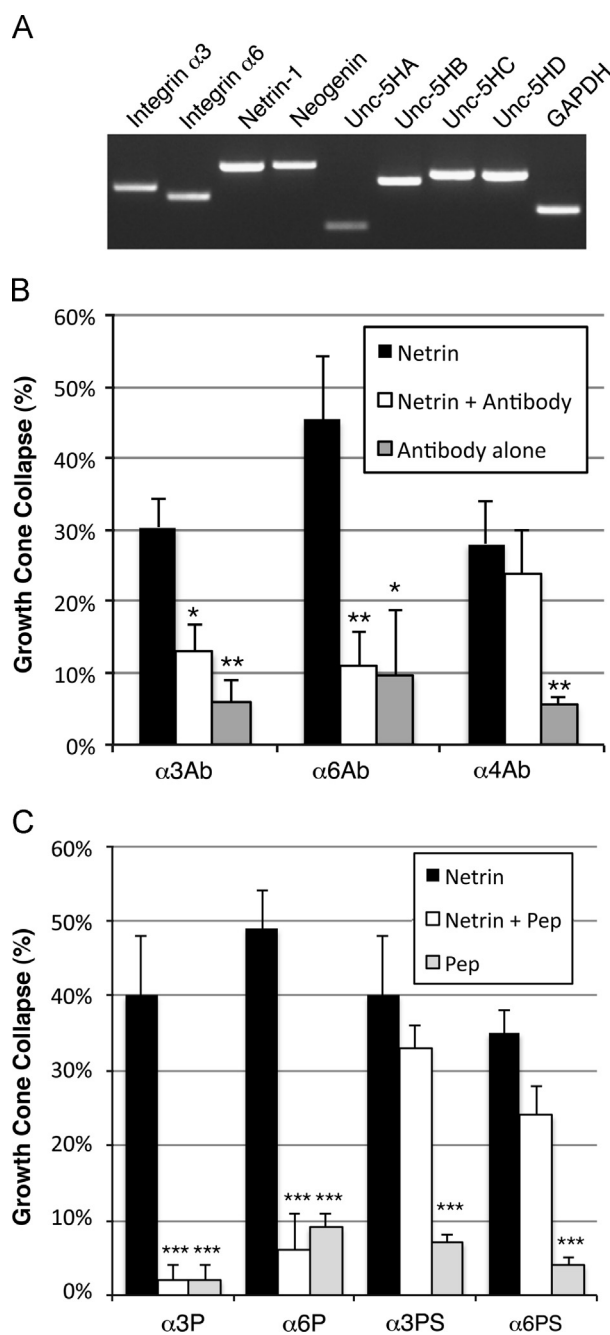 A
Integrin α3
Integrin α6
Netrin-1
Neogenin
Unc-5HA
Unc-5HB
Unc-5HC
Unc-5HD
GAPDH
B
Growth Cone Collapse (%)
60%
50%
40%
30%
20%
10%
0%
Netrin
Netrin + Antibody
Antibody alone
*
**
**
*
**
α3Ab
α6Ab
α4Ab
C
Growth Cone Collapse (%)
60%
50%
40%
30%
20%
10%
0%
Netrin
Netrin + Pep
Pep
*** ***
*** ***
***
***
α3P
α6P
α3PS
α6PS